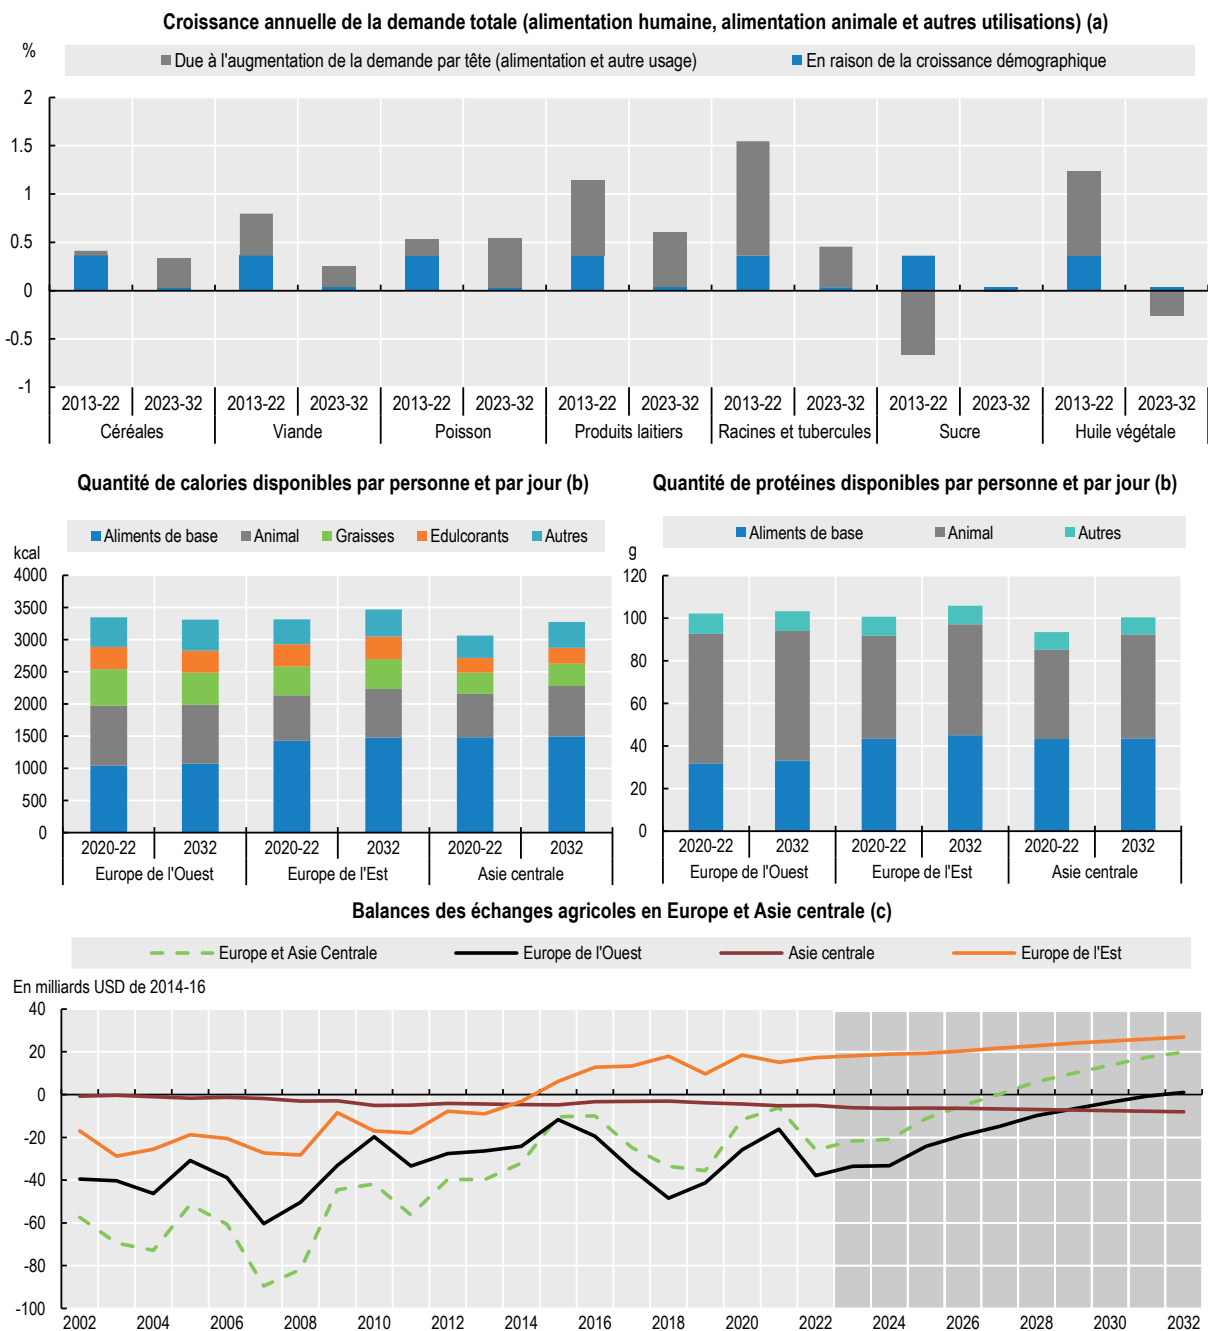 Croissance annuelle de la demande totale (alimentation humaine, alimentation animale et autres utilisations) (a)
%
Due à l'augmentation de la demande par tête (alimentation et autre usage) En raison de la croissance démographique
2
1.5
1
0.5
0
-0.5
-1
2013-22 2023-32 2013-22 2023-32 2013-22 2023-32 2013-22 2023-32 2013-22 2023-32 2013-22 2023-32 2013-22 2023-32
Céréales Viande Poisson Produits laitiers Racines et tubercules Sucre Huile végétale
Quantité de calories disponibles par personne et par jour (b)
Aliments de base Animal Graisses Edulcorants Autres
kcal
4000
3500
3000
2500
2000
1500
1000
500
0
2020-22 2032 2020-22 2032 2020-22 2032
Europe de l'Ouest Europe de l'Est Asie centrale
Quantité de protéines disponibles par personne et par jour (b)
Aliments de base Animal Autres
g
120
100
80
60
40
20
0
2020-22 2032 2020-22 2032 2020-22 2032
Europe de l'Ouest Europe de l'Est Asie centrale
Balances des échanges agricoles en Europe et Asie centrale (c)
Europe et Asie Centrale Europe de l'Ouest Asie centrale Europe de l'Est
En milliards USD de 2014-16
40
20
0
-20
-40
-60
-80
-100
2002 2004 2006 2008 2010 2012 2014 2016 2018 2020 2022 2024 2026 2028 2030 2032